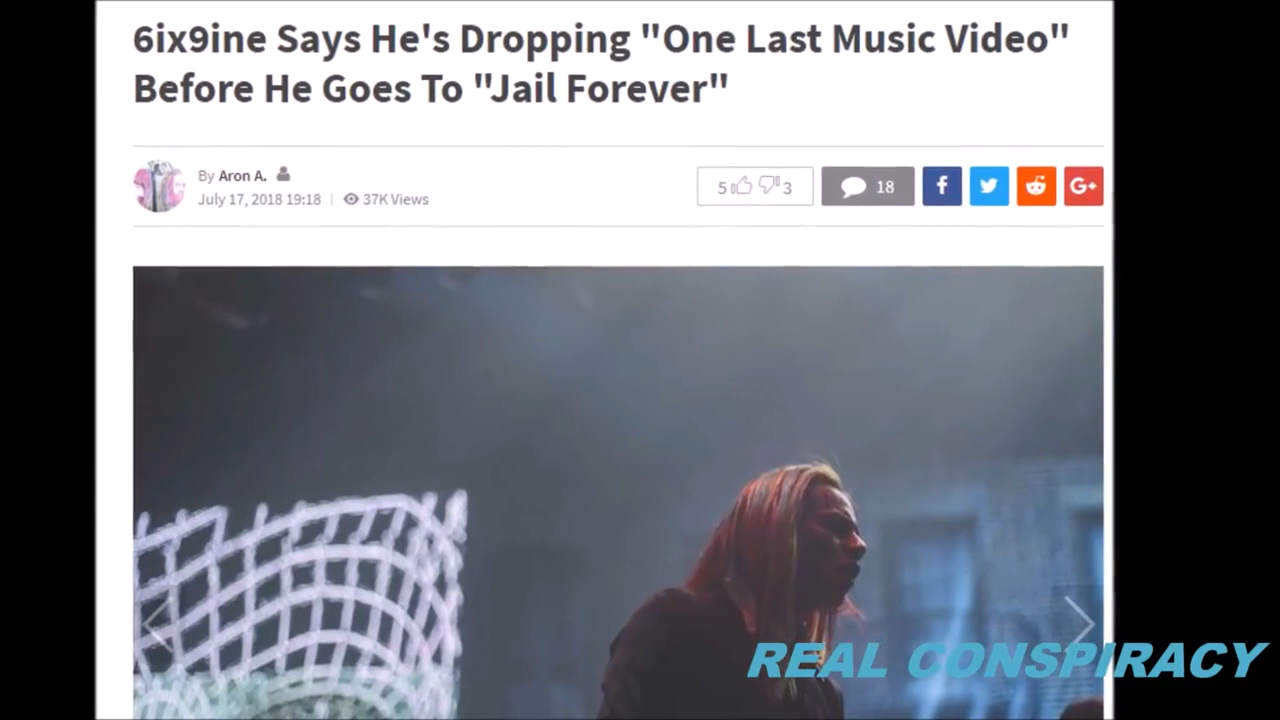 6ix9ine Says He's Dropping "One Last Music Video"
Before He Goes To "Jail Forever"
By Aron A.
July 17, 2018 19:18 | 37K Views
5 3
18
f
G+
REAL CONSPIRACY